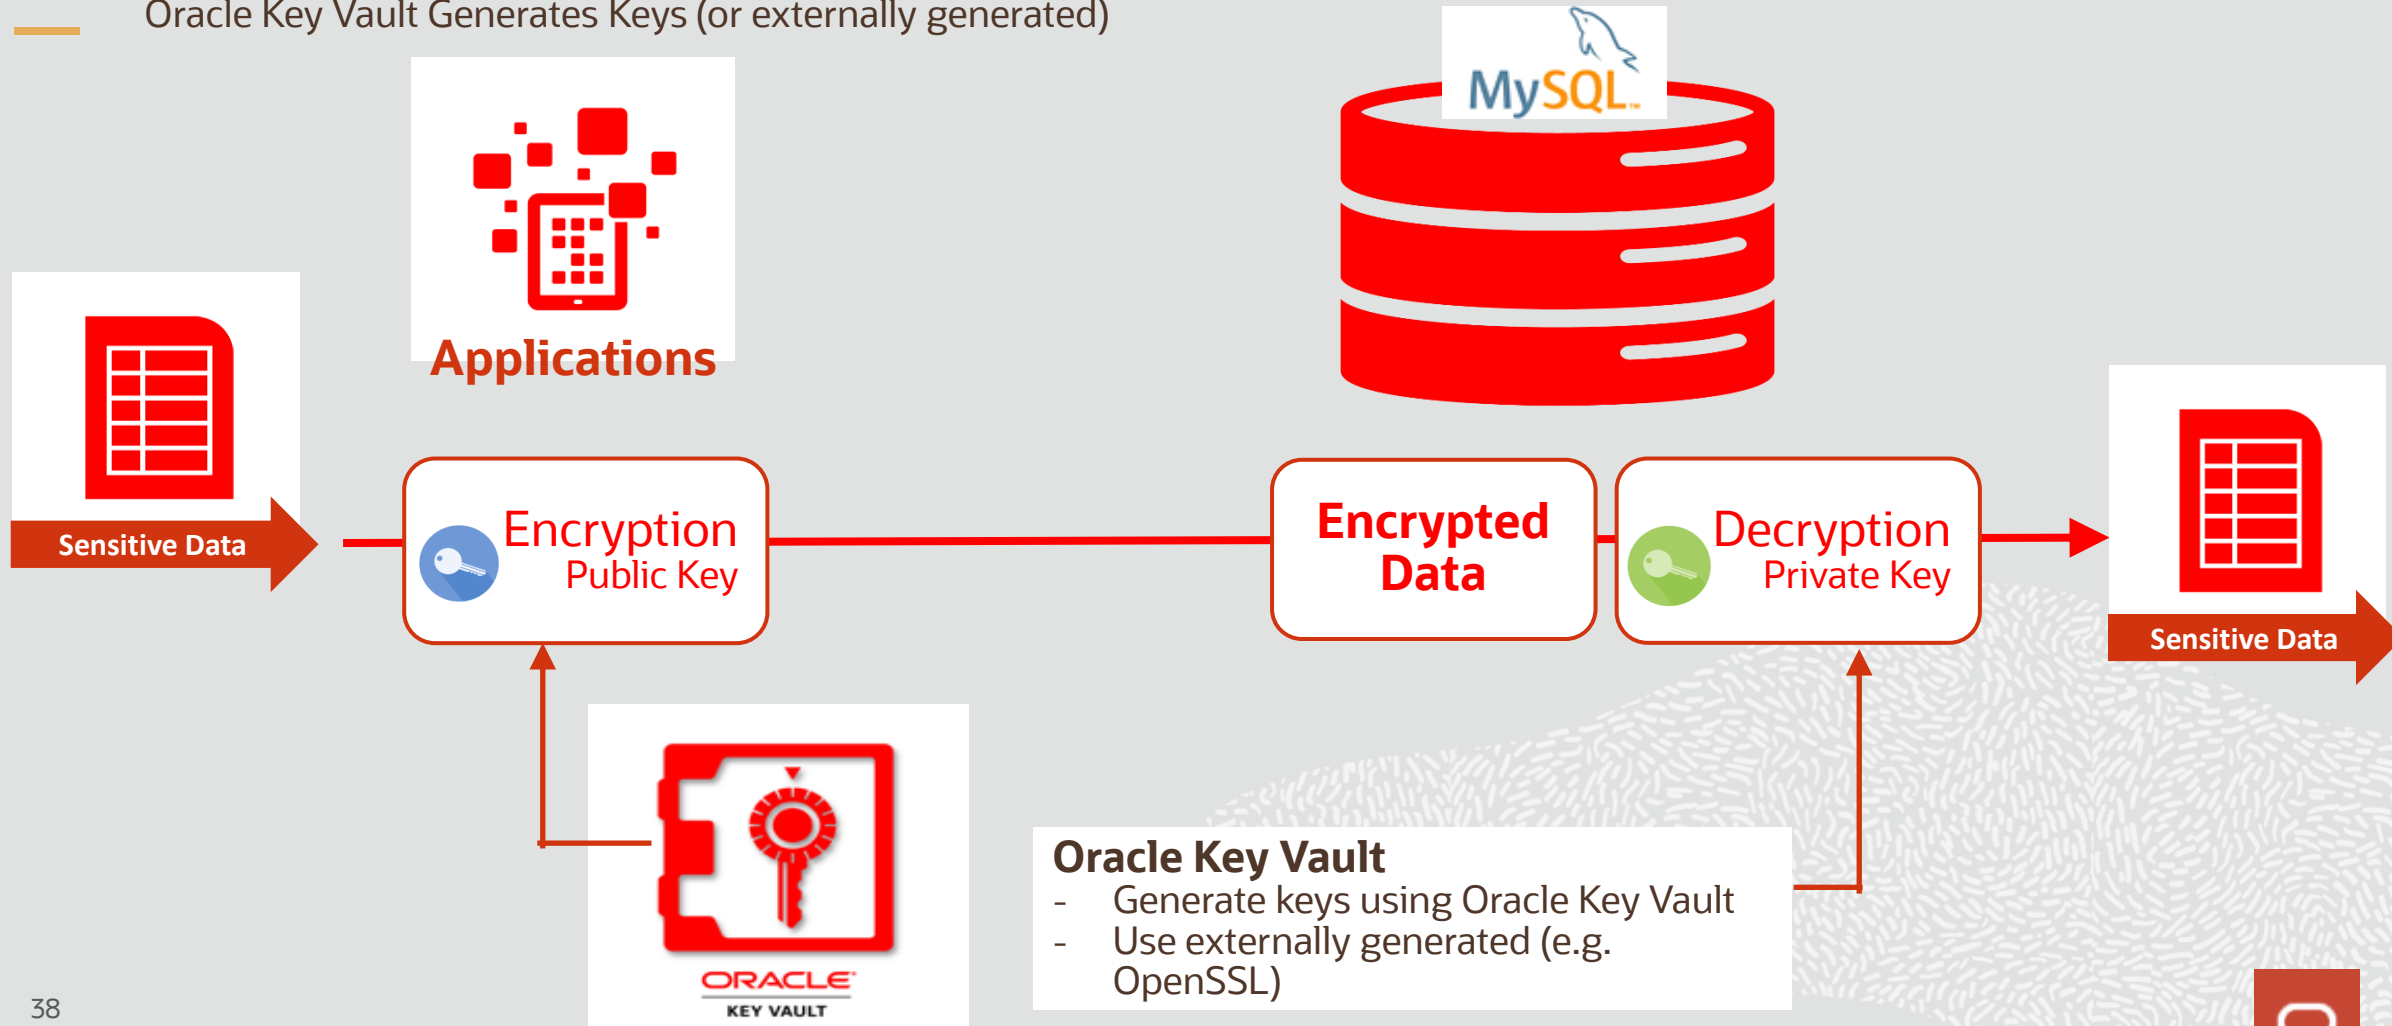 Oracle Key Vault Generates Keys (or externally generated)
MySQL™
Applications
Sensitive Data
Encryption
Public Key
Encrypted
Data
Decryption
Private Key
Sensitive Data
ORACLE
KEY VAULT
Oracle Key Vault
- Generate keys using Oracle Key Vault
- Use externally generated (e.g.
OpenSSL)
38